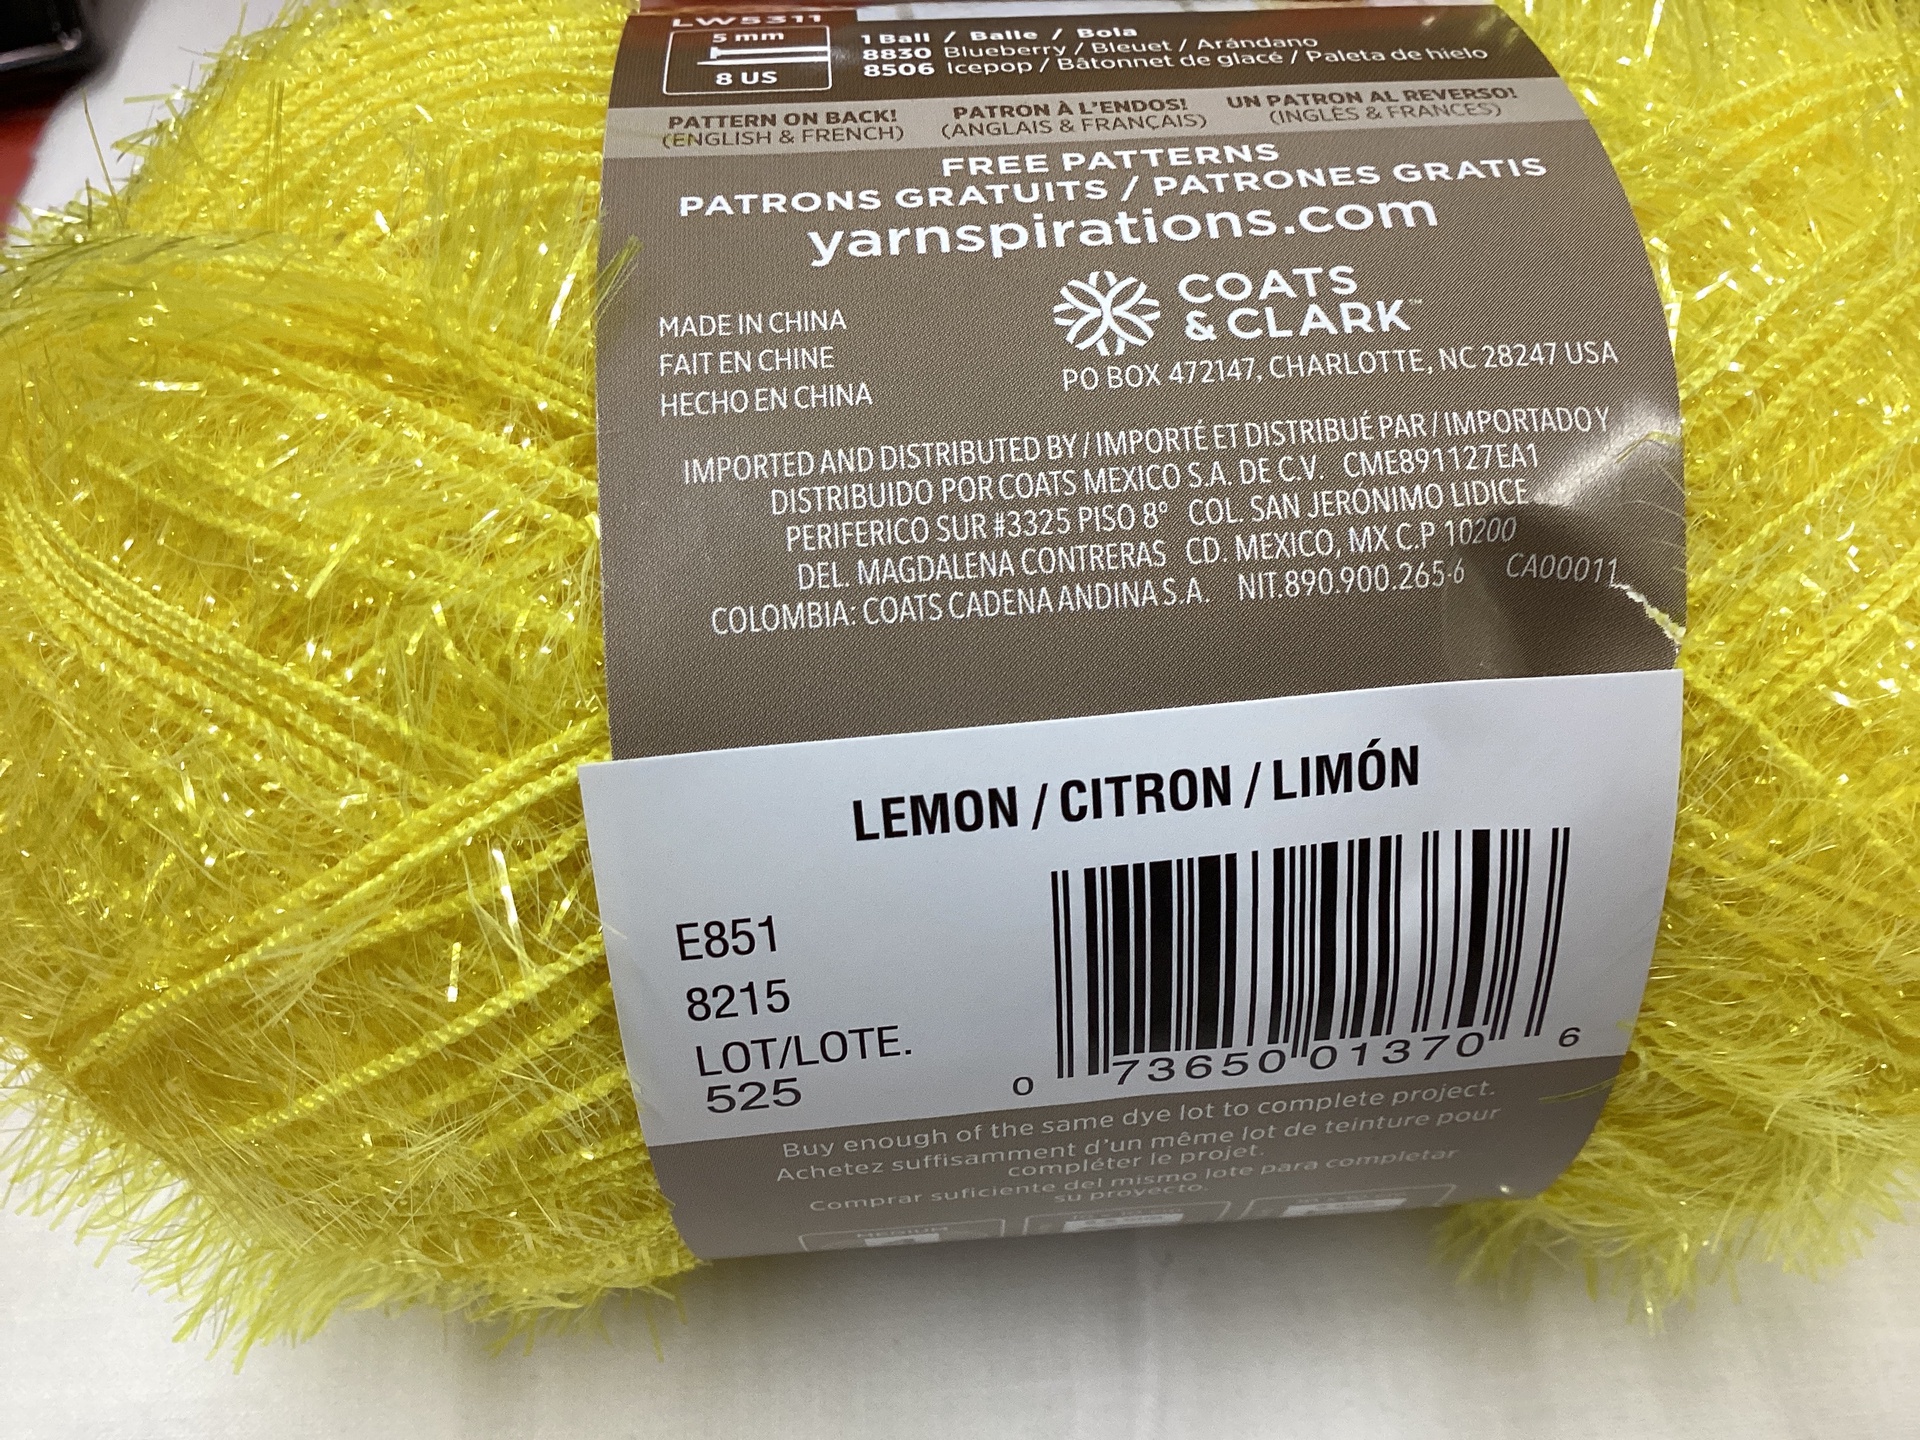 LW5311
5 mm
8 US
1 Ball / Balle / Bola
8830 Blueberry / Bleuet / Arándano
8506 Icepop / Bâtonnet de glacé / Paleta de hielo
PATTERN ON BACK!
(ENGLISH & FRENCH)
PATRON À L'ENDOS!
(ANGLAIS & FRANÇAIS)
UN PATRON AL REVERSO!
(INGLÈS & FRANCES)
FREE PATTERNS
PATRONS GRATUITS / PATRONES GRATIS
yarnspirations.com
COATS
& CLARK™
MADE IN CHINA
FAIT EN CHINE
HECHO EN CHINA
PO BOX 472147, CHARLOTTE, NC 28247 USA
IMPORTED AND DISTRIBUTED BY / IMPORTÉ ET DISTRIBUÉ PAR / IMPORTADO Y
DISTRIBUIDO POR COATS MEXICO S.A. DE C.V. CME891127EA1
PERIFERICO SUR #3325 PISO 8º COL. SAN JERÓNIMO LIDICE
DEL. MAGDALENA CONTRERAS CD. MEXICO, MX C.P 10200
COLOMBIA: COATS CADENA ANDINA S.A. NIT.890.900.265-6 CA00011
LEMON / CITRON / LIMÓN
E851
8215
LOT/LOTE.
525
0 73650 01370 6
Buy enough of the same dye lot to complete project.
Achetez suffisamment d'un même lot de teinture pour
compléter le projet.
Comprar suficiente del mismo lote para completar
su proyecto.
MEDIUM